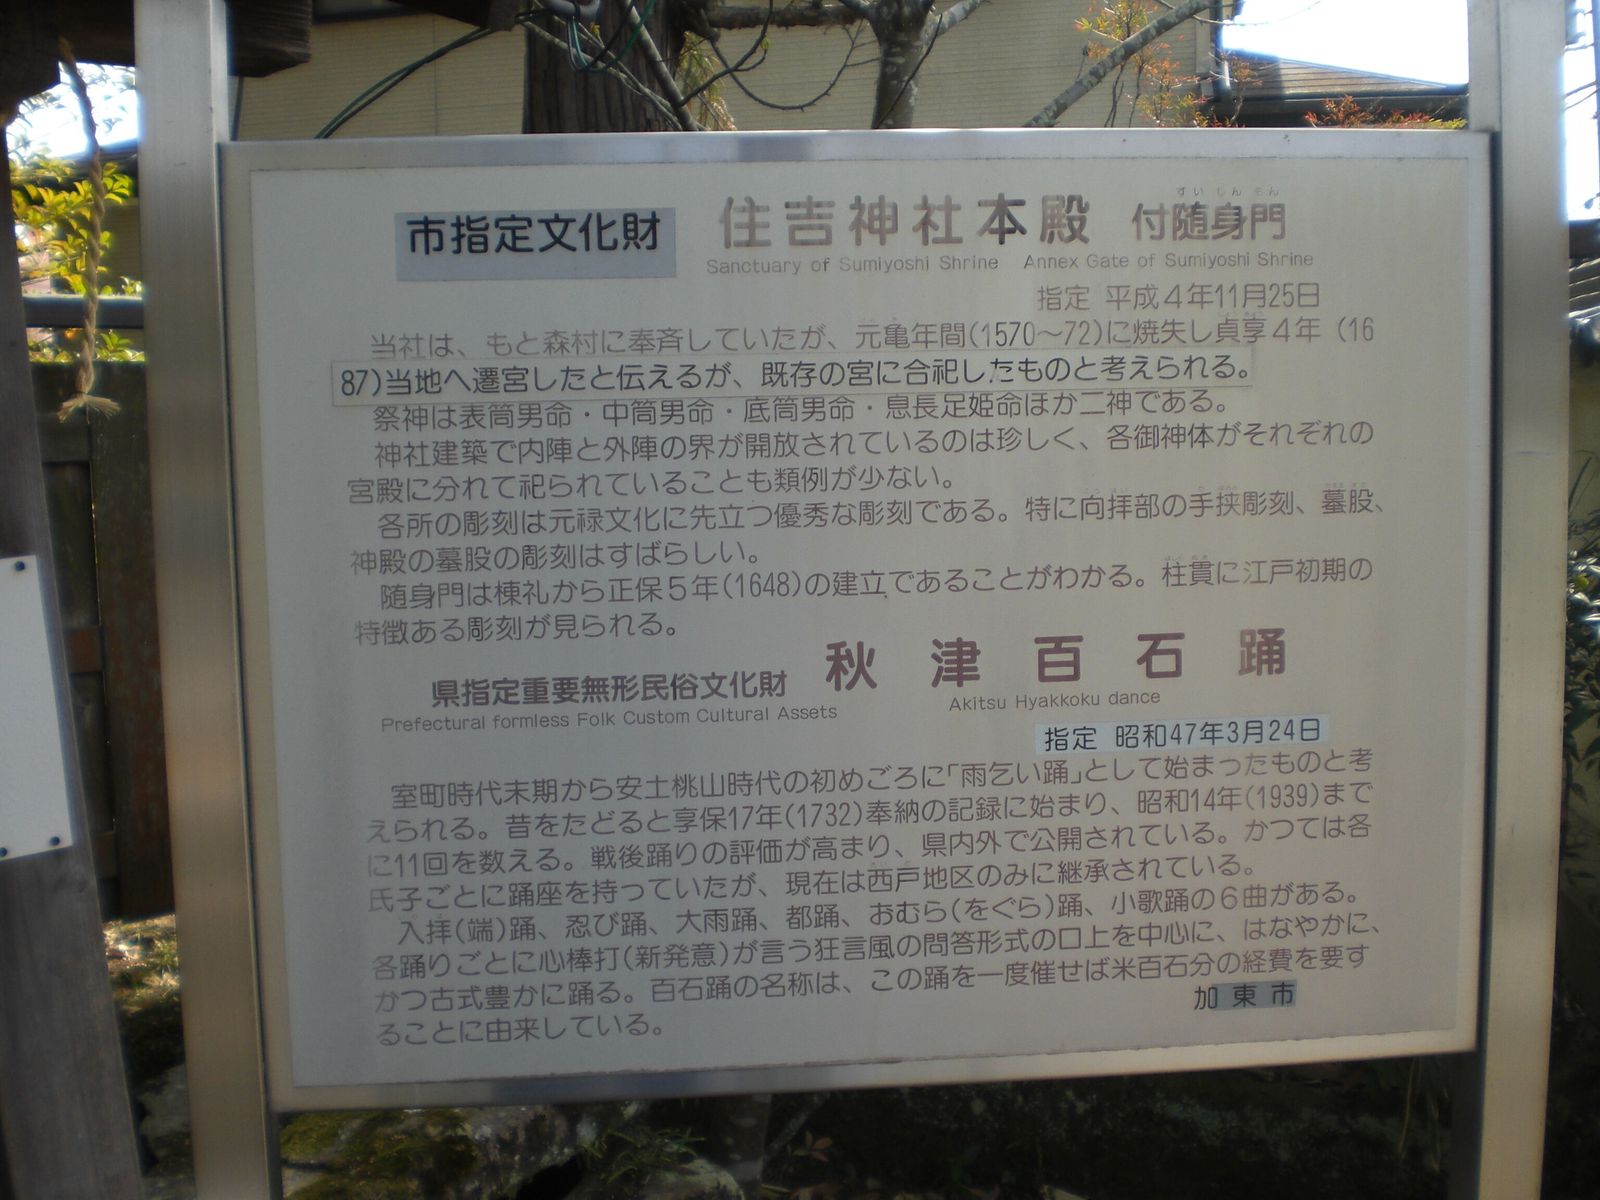 市指定文化財 住吉神社本殿 付随身門
すいしんもん
Sanctuary of Sumiyoshi Shrine Annex Gate of Sumiyoshi Shrine
指定 平成4年11月25日
当社は、もと森村に奉斉していたが、元亀年間(1570〜72)に焼失し貞享4年(16
87)当地へ遷宮したと伝えるが、既存の宮に合祀したものと考えられる。
祭神は表筒男命・中筒男命・底筒男命・息長足姫命ほか二神である。
神社建築で内陣と外陣の界が開放されているのは珍しく、各御神体がそれぞれの
宮殿に分れて祀られていることも類例が少ない。
各所の彫刻は元禄文化に先立つ優秀な彫刻である。特に向拝部の手挟彫刻、蟇股、
神殿の蟇股の彫刻はすばらしい。
随身門は棟礼から正保5年(1648)の建立であることがわかる。柱貫に江戸初期の
特徴ある彫刻が見られる。
県指定重要無形民俗文化財 秋津百石踊
Prefectural formless Folk Custom Cultural Assets Akitsu Hyakkoku dance
指定 昭和47年3月24日
室町時代末期から安土桃山時代の初めごろに「雨乞い踊」として始まったものと考
えられる。昔をたどると享保17年(1732)奉納の記録に始まり、昭和14年(1939)まで
に11回を数える。戦後踊りの評価が高まり、県内外で公開されている。かつては各
氏子ごとに踊座を持っていたが、現在は西戸地区のみに継承されている。
入拝(端)踊、忍び踊、大雨踊、都踊、おむら(をぐら)踊、小歌踊の6曲がある。
各踊りごとに心棒打(新発意)が言う狂言風の問答形式の口上を中心に、はなやかに、
かつ古式豊かに踊る。百石踊の名称は、この踊を一度催せば米百石分の経費を要す
ることに由来している。
加東市